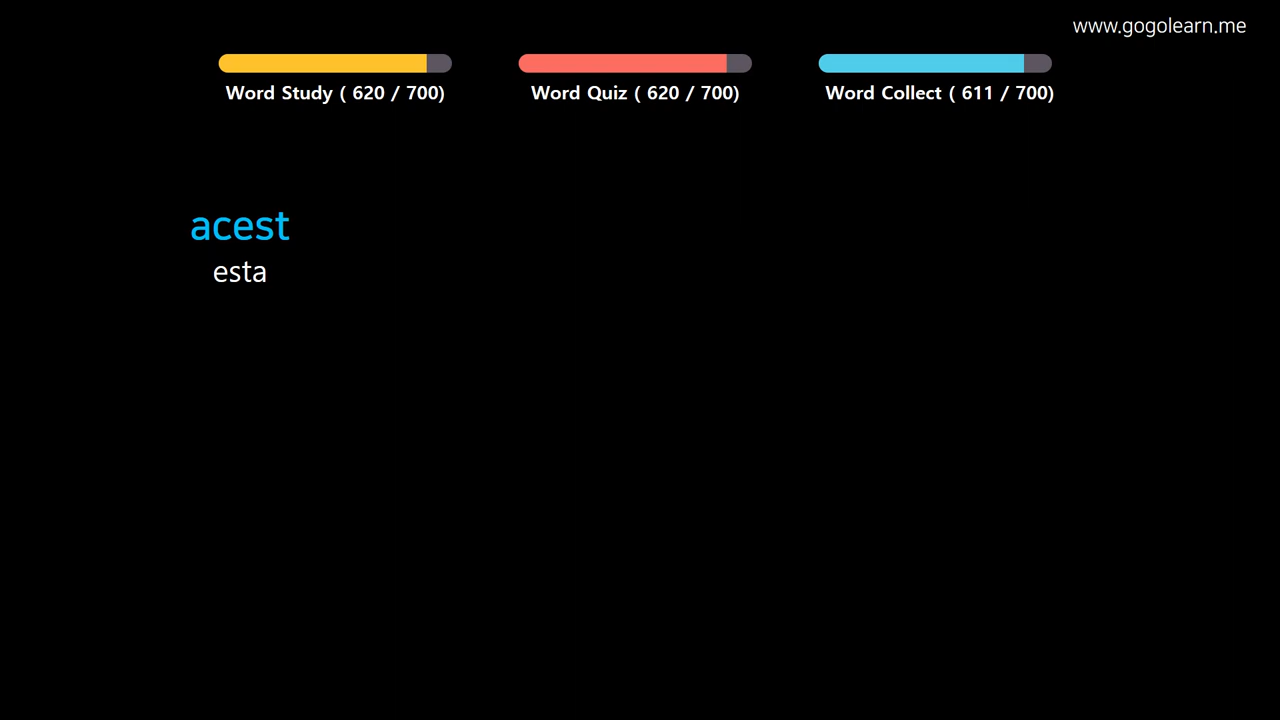 www.gogolearn.me
Word Study ( 620 / 700)
Word Quiz ( 620 / 700)
Word Collect ( 611 / 700)
acest
esta